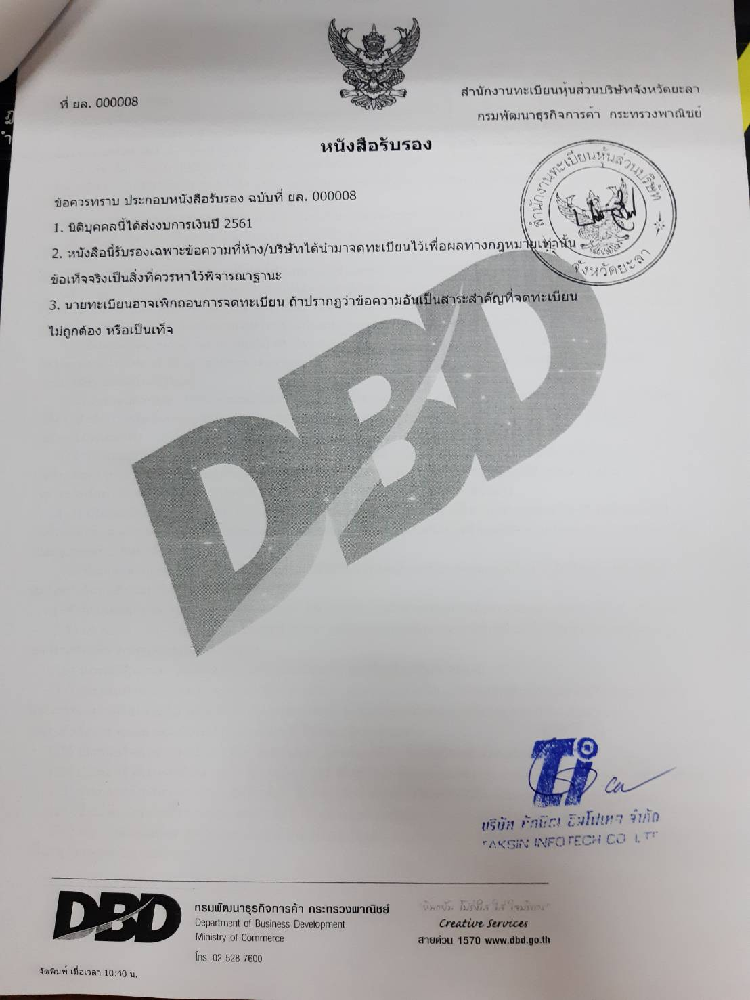 ที่ ยล. 000008
สำนักงานทะเบียนหุ้นส่วนบริษัทจังหวัดยะลา
กรมพัฒนาธุรกิจการค้า กระทรวงพาณิชย์
หนังสือรับรอง
สำนักงานทะเบียนหุ้นส่วนบริษัท
จังหวัดยะลา
ข้อควรทราบ ประกอบหนังสือรับรอง ฉบับที่ ยล. 000008
1. นิติบุคคลนี้ได้ส่งงบการเงินปี 2561
2. หนังสือนี้รับรองเฉพาะข้อความที่ห้าง/บริษัทได้นำมาจดทะเบียนไว้เพื่อผลทางกฎหมายเท่านั้น
ข้อเท็จจริงเป็นสิ่งที่ควรหาไว้พิจารณาฐานะ
3. นายทะเบียนอาจเพิกถอนการจดทะเบียน ถ้าปรากฏว่าข้อความอันเป็นสาระสำคัญที่จดทะเบียน
ไม่ถูกต้อง หรือเป็นเท็จ
DBD
Ti
บริษัท ทักษิณ อินโฟเทค จำกัด
TAKSIN INFOTECH CO. LTD
DBD
กรมพัฒนาธุรกิจการค้า กระทรวงพาณิชย์
Department of Business Development
Ministry of Commerce
โทร. 02 528 7600
Creative Services
สายด่วน 1570 www.dbd.go.th
จัดพิมพ์ เมื่อเวลา 10:40 น.